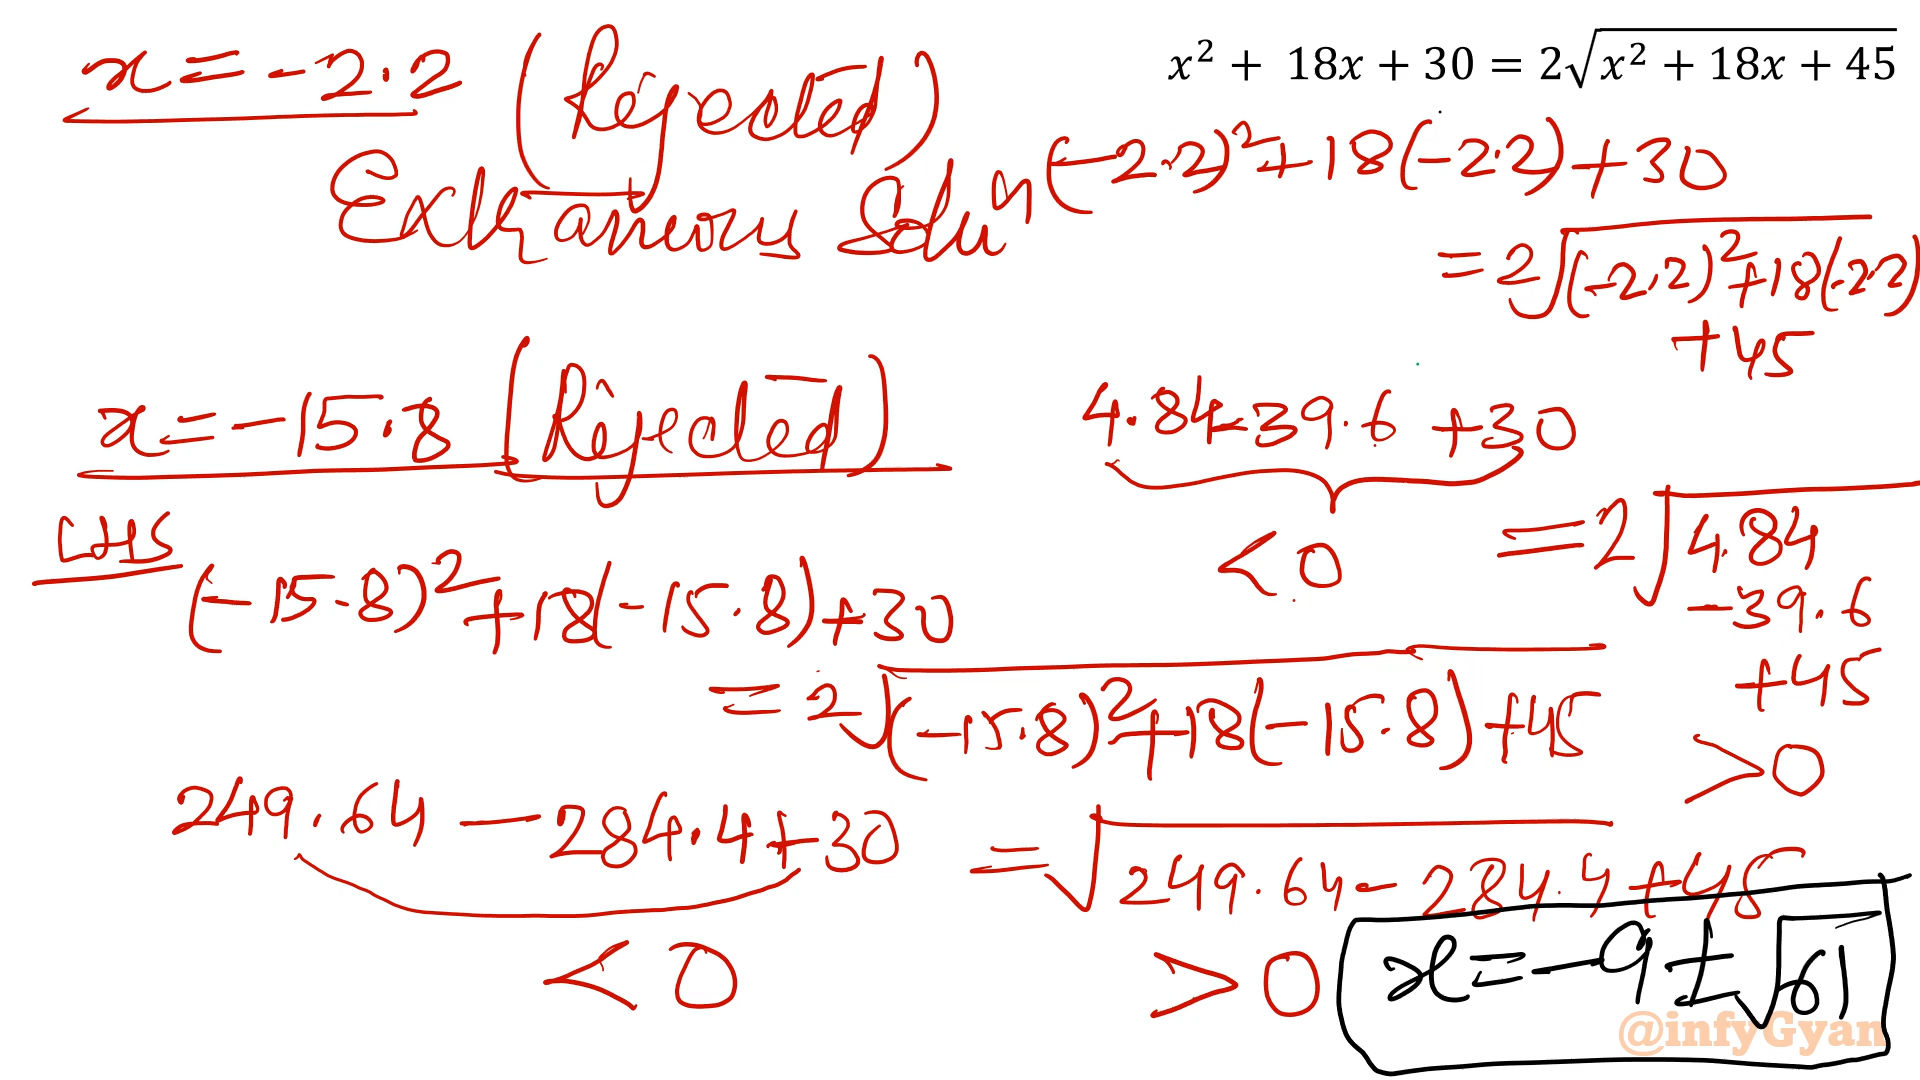 x² + 18x + 30 = 2√x² + 18x + 45
x = -2.2 (Rejected)
Extraneous Soluⁿ
(-2.2)² + 18(-2.2) + 30
= 2√(-2.2)² + 18(-2.2)
+45
x = -15.8 (Rejected)
4.84 - 39.6 + 30
< 0
= 2√4.84
- 39.6
+45
> 0
LHS
(-15.8)² + 18(-15.8) + 30
= 2√(-15.8)² + 18(-15.8) + 45
249.64 - 284.4 + 30
< 0
= √249.64 - 284.4 + 45
> 0
x = -9 ± √61
@infyGyan